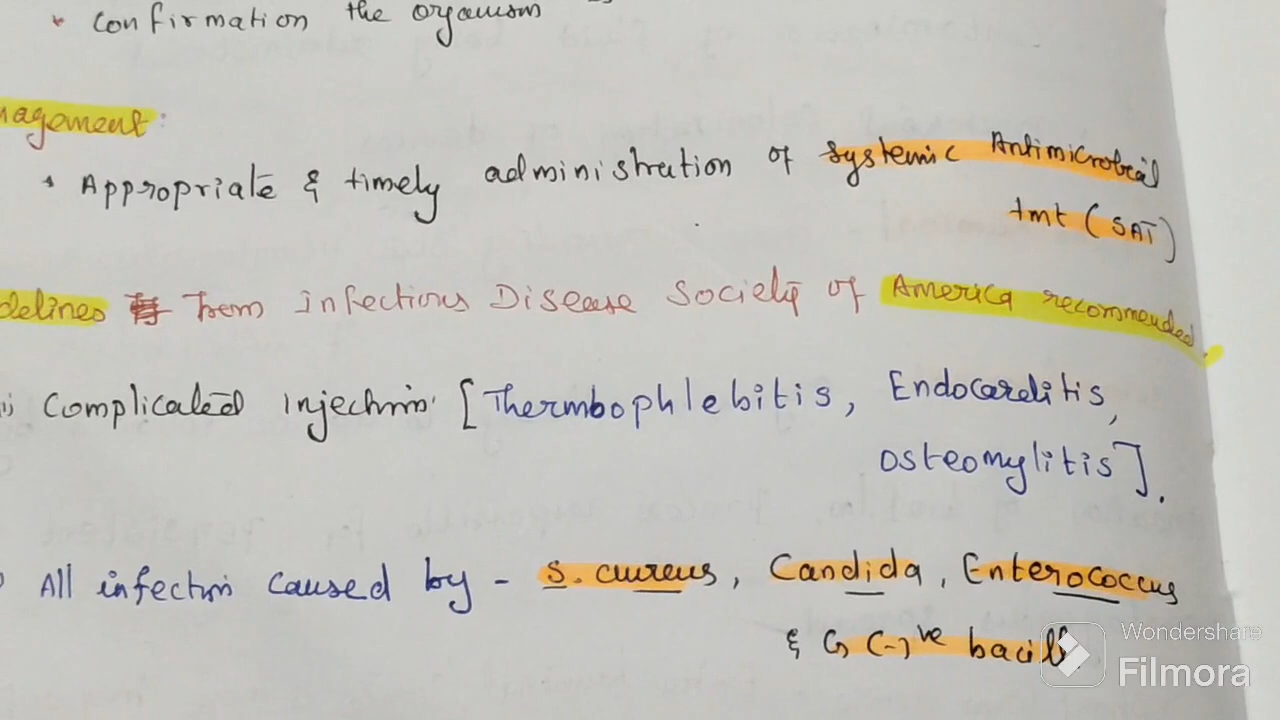 * Confirmation the organism
nagement:
* Appropriate & timely administration of systemic Antimicrobial
tmt (SAT)
delines from infectious Disease Society of America recommended.
i) Complicated injection [Thermbophlebitis, Endocarditis,
osteomylitis].
All infection caused by - S. aureus, Candida, Enterococcus
& G (-)ve bacilli
Wondershare
Filmora